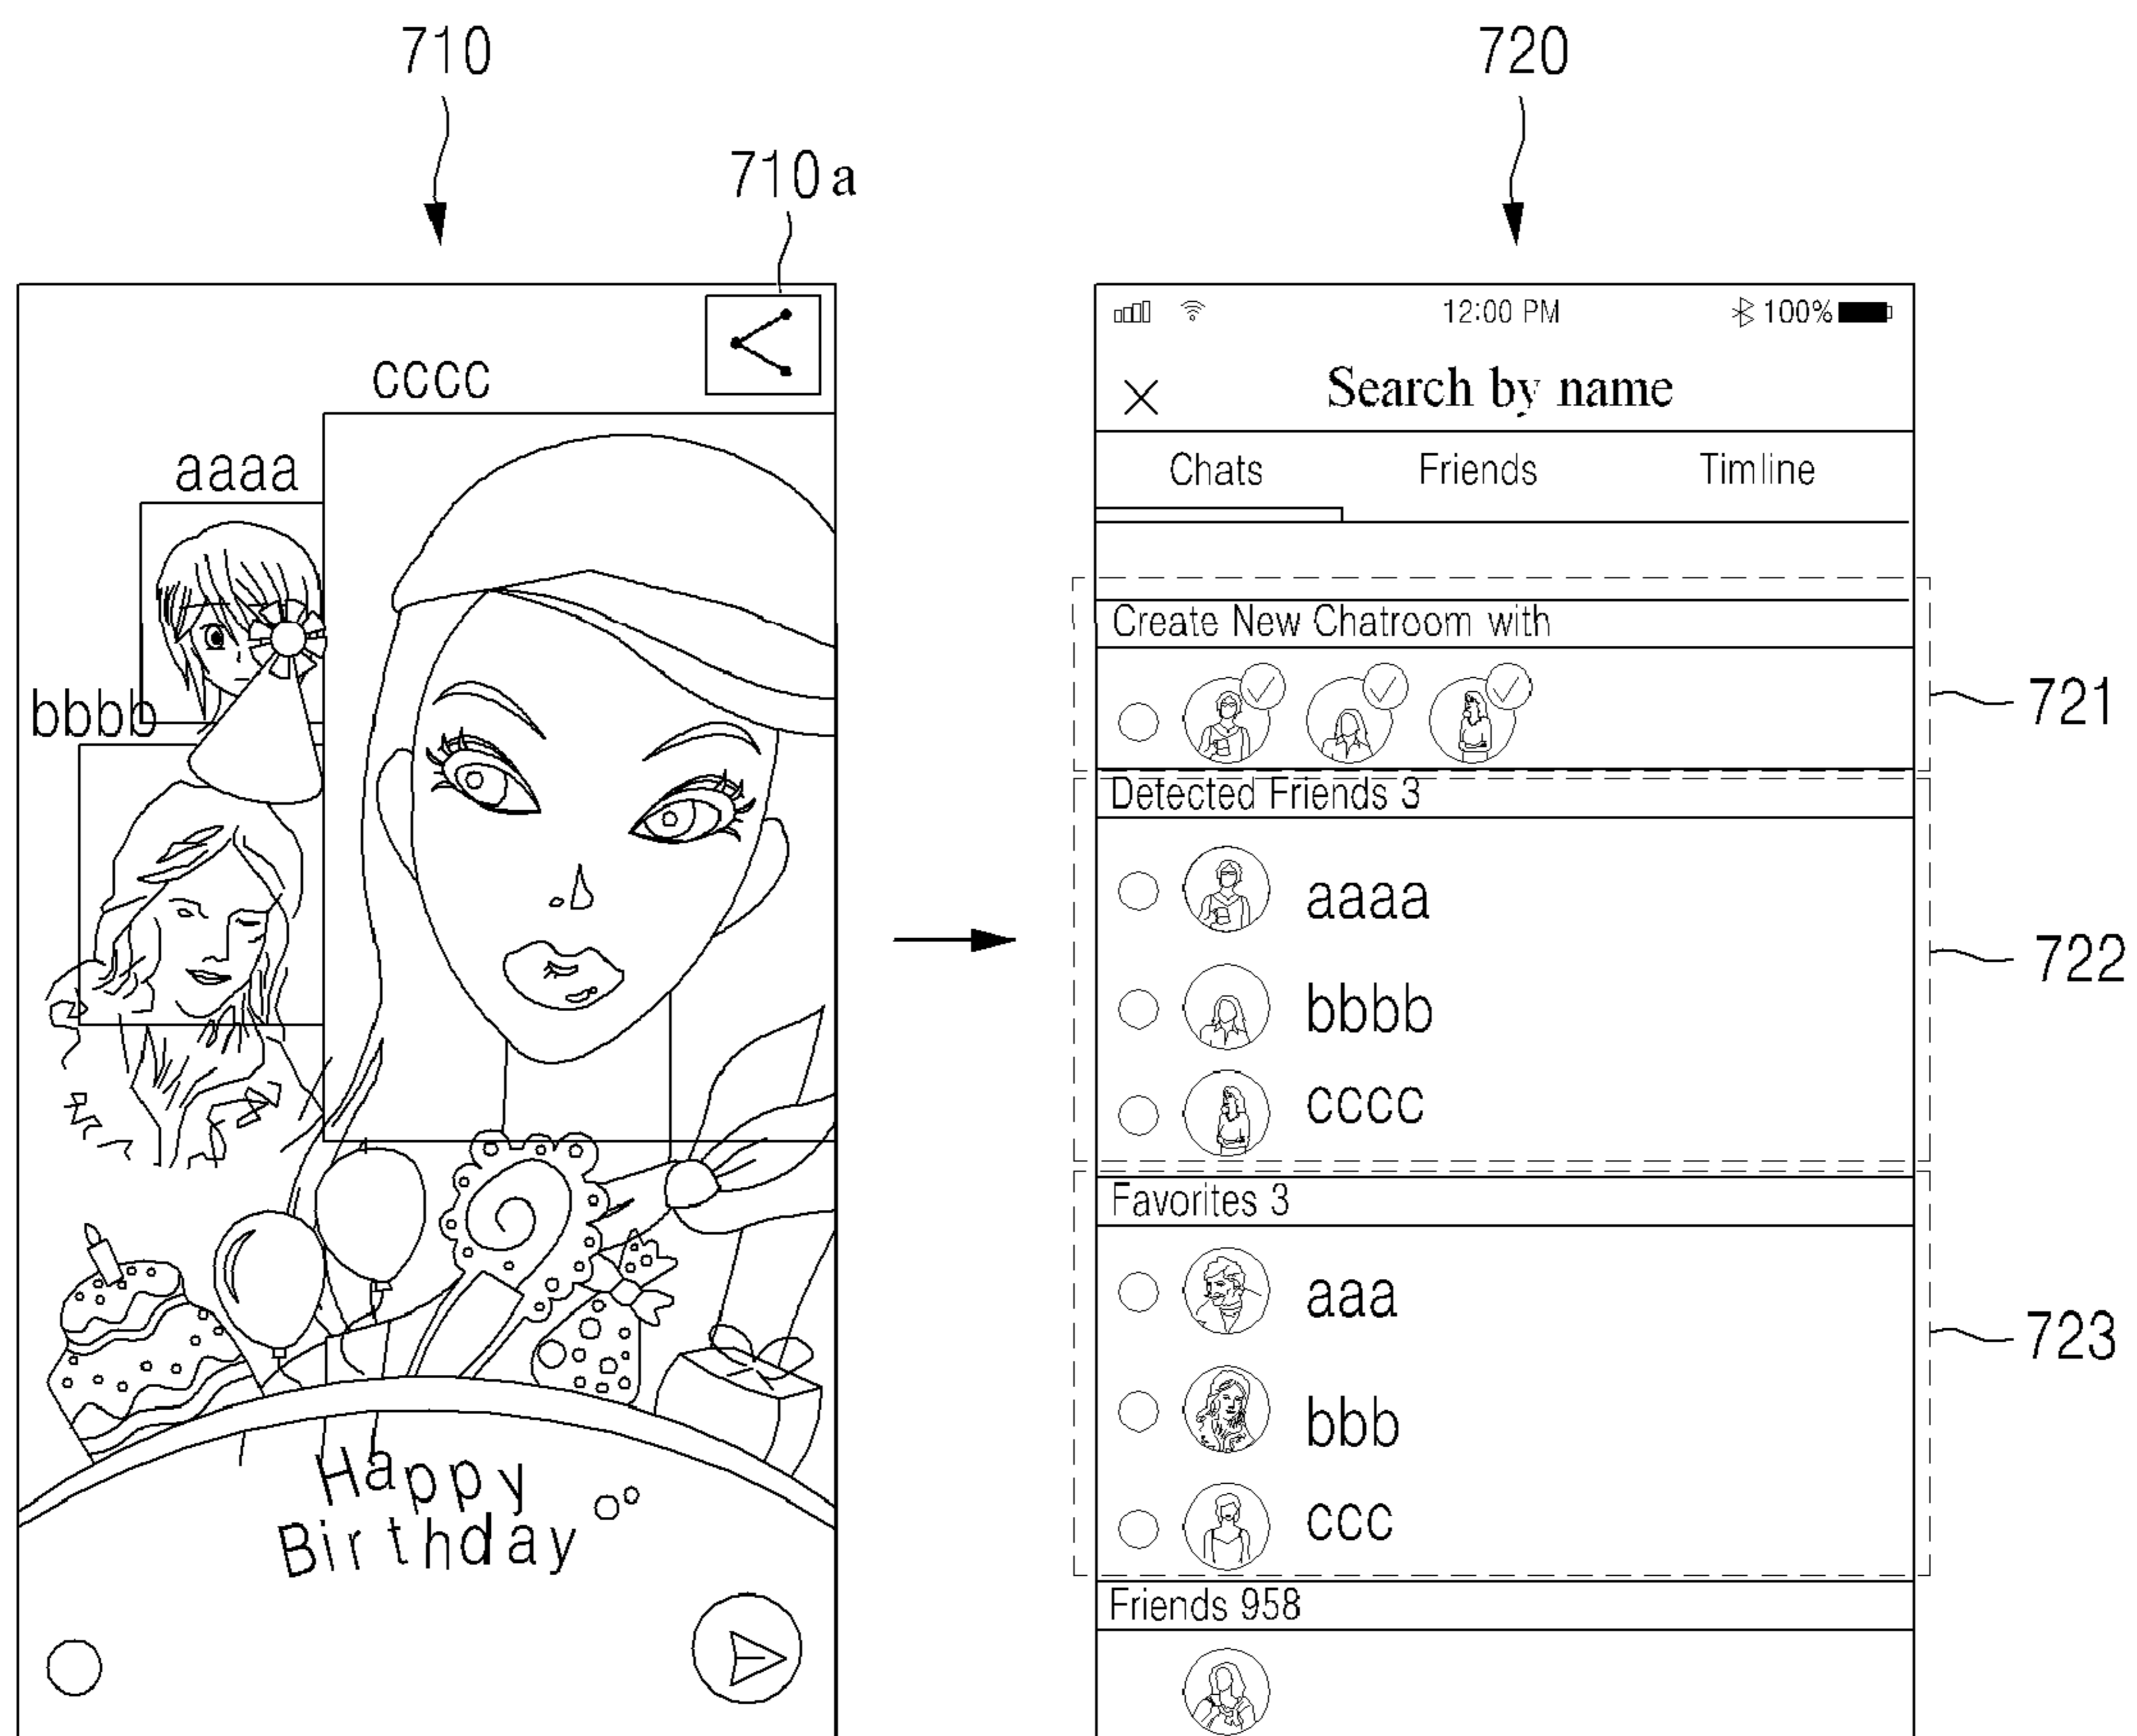 710
720
710a
cccc
aaaa
bbbb
Happy
Birthday
12:00 PM
100%
Search by name
Chats Friends Timline
Create New Chatroom with
721
Detected Friends 3
aaaa
bbbb
722
cccc
Favorites 3
aaa
723
bbb
ccc
Friends 958